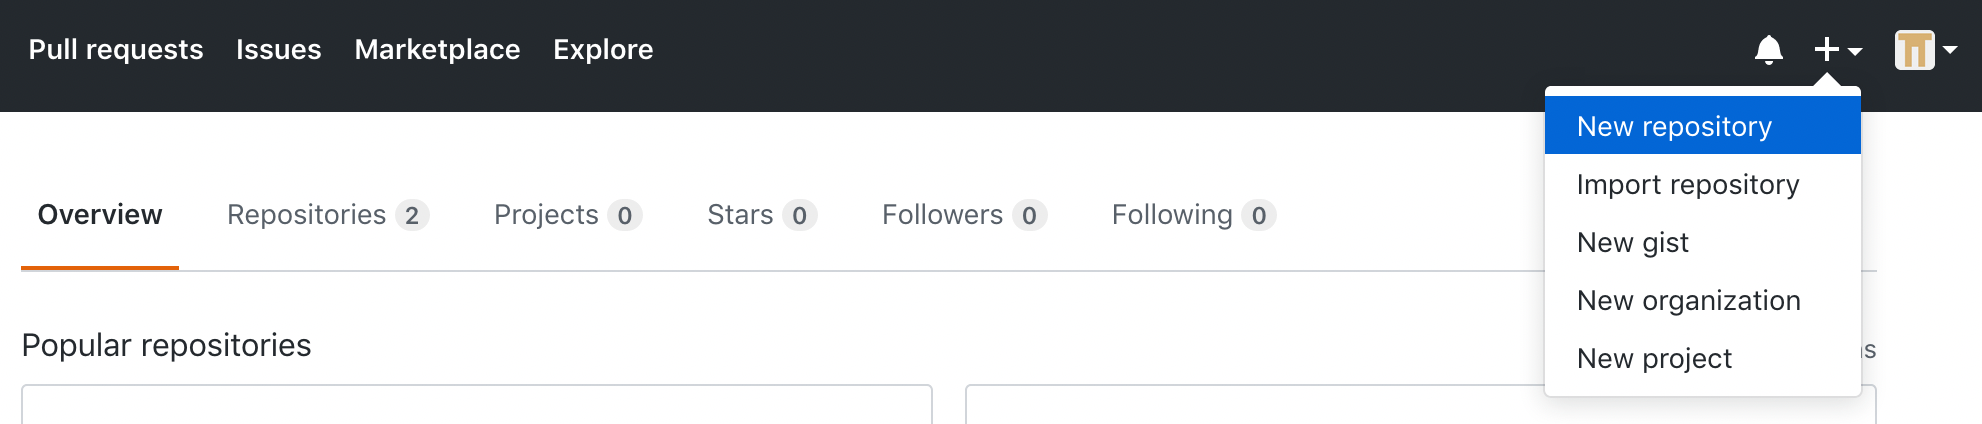 Pull requests Issues Marketplace Explore
New repository
Import repository
New gist
New organization
New project
Overview Repositories 2 Projects 0 Stars 0 Followers 0 Following 0
Popular repositories